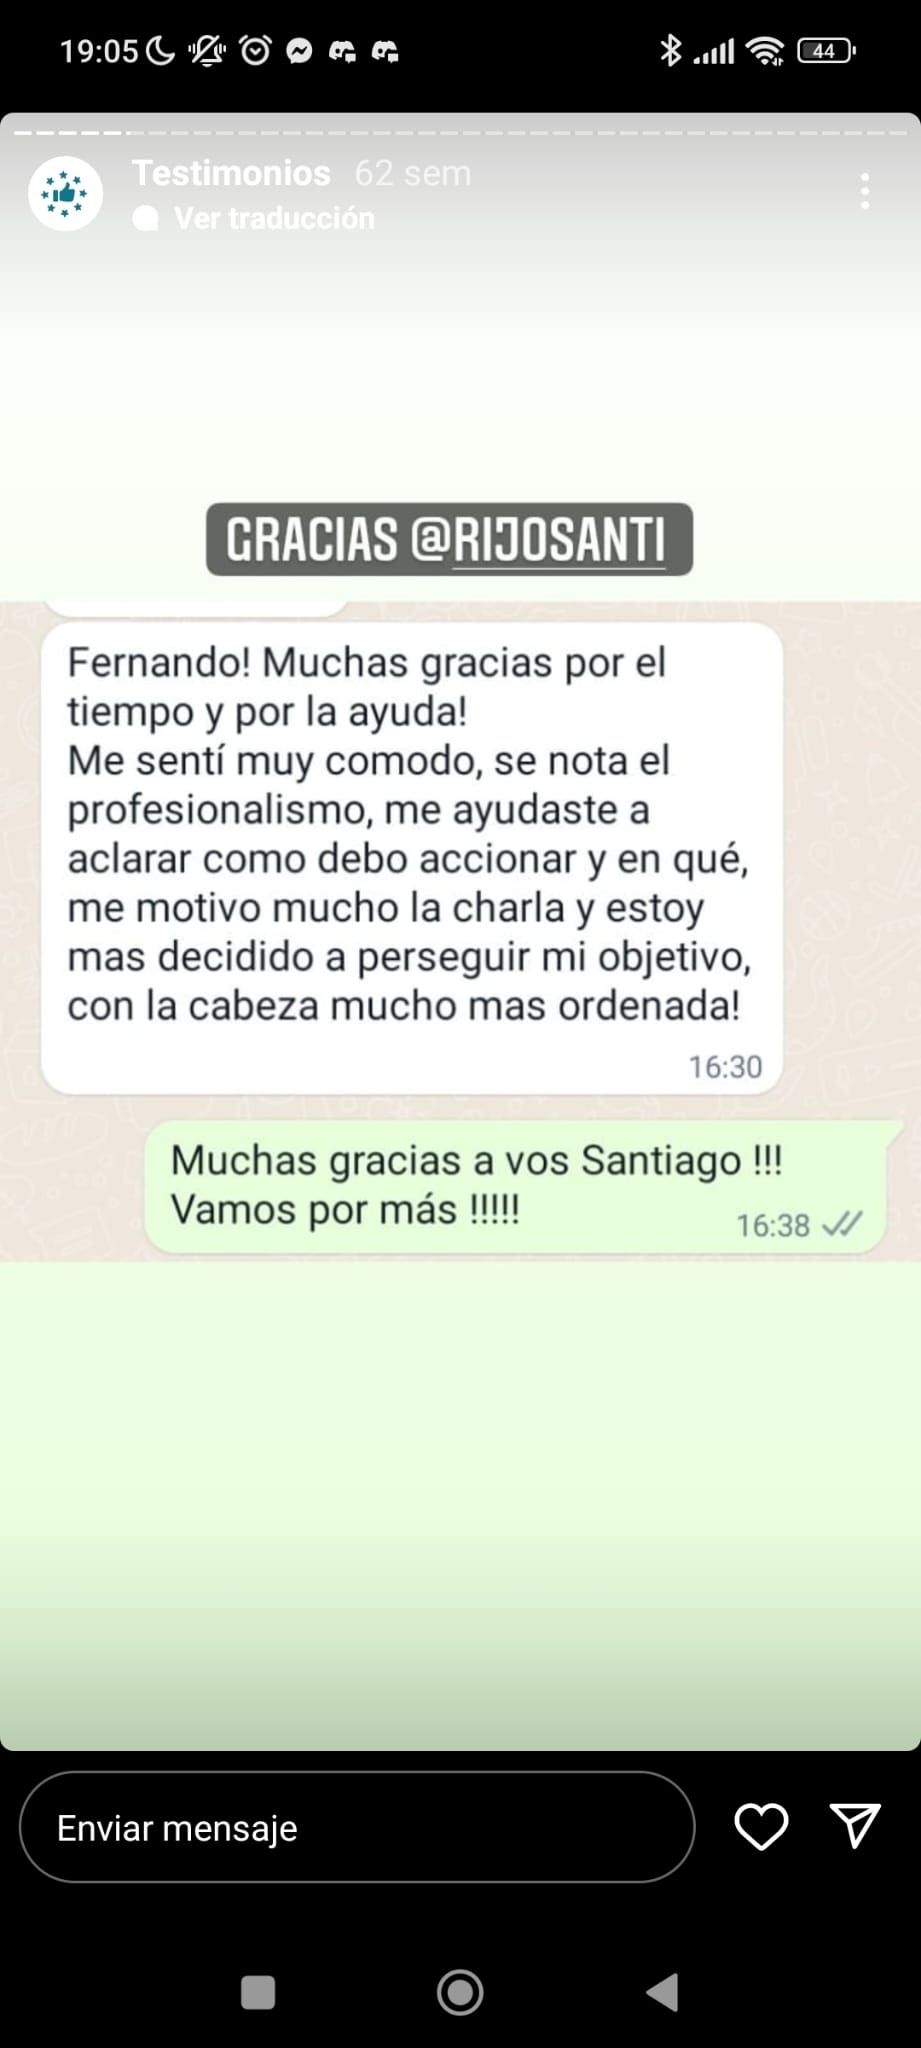 19:05
44
Testimonios 62 sem
Ver traducción
GRACIAS @RIJOSANTI
Fernando! Muchas gracias por el
tiempo y por la ayuda!
Me sentí muy comodo, se nota el
profesionalismo, me ayudaste a
aclarar como debo accionar y en qué,
me motivo mucho la charla y estoy
mas decidido a perseguir mi objetivo,
con la cabeza mucho mas ordenada!
16:30
Muchas gracias a vos Santiago !!!
Vamos por más !!!!!
16:38
Enviar mensaje